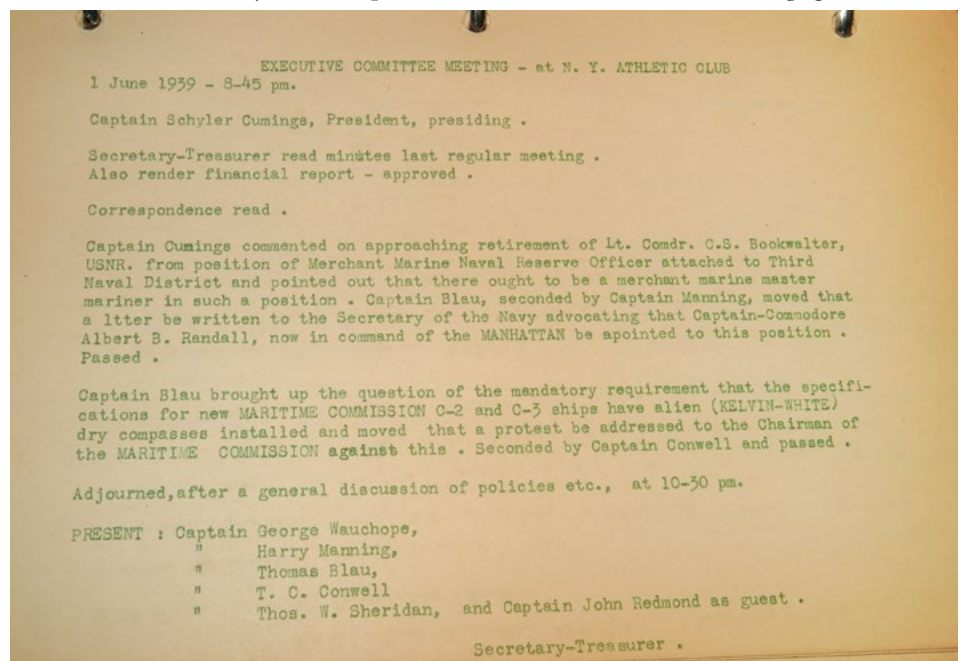 EXECUTIVE COMMITTEE MEETING - at N. Y. ATHLETIC CLUB
1 June 1939 - 8-45 pm.
Captain Schyler Cumings, President, presiding .
Secretary-Treasurer read minutes last regular meeting .
Also render financial report - approved .
Correspondence read .
Captain Cumings commented on approaching retirement of Lt. Comdr. C.S. Bookwalter,
USNR. from position of Merchant Marine Naval Reserve Officer attached to Third
Naval District and pointed out that there ought to be a merchant marine master
mariner in such a position . Captain Blau, seconded by Captain Manning, moved that
a ltter be written to the Secretary of the Navy advocating that Captain-Commodore
Albert B. Randall, now in command of the MANHATTAN be apointed to this position .
Passed .
Captain Blau brought up the question of the mandatory requirement that the specifi-
cations for new MARITIME COMMISSION C-2 and C-3 ships have alien (KELVIN-WHITE)
dry compasses installed and moved that a protest be addressed to the Chairman of
the MARITIME COMMISSION against this . Seconded by Captain Conwell and passed .
Adjourned,after a general discussion of policies etc., at 10-30 pm.
PRESENT : Captain George Wauchope,
" Harry Manning,
" Thomas Blau,
" T. C. Conwell
" Thos. W. Sheridan, and Captain John Redmond as guest .
Secretary-Treasurer .